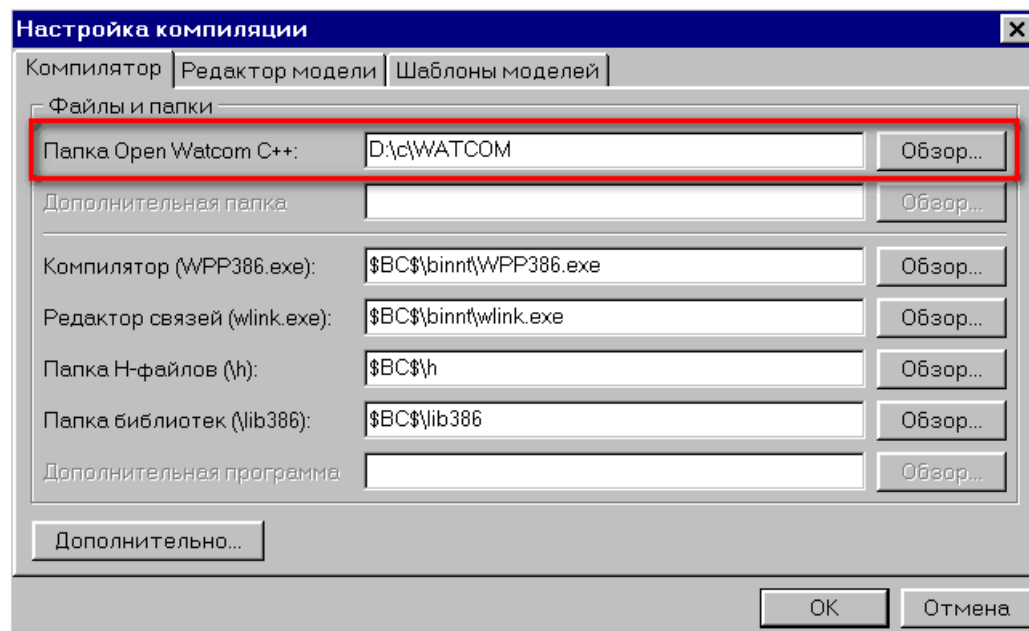 Настройка компиляции
Компилятор Редактор модели Шаблоны моделей
Файлы и папки
Папка Open Watcom C++: D:\c\WATCOM Обзор...
Дополнительная папка Обзор...
Компилятор (WPP386.exe): $BC$\binnt\WPP386.exe Обзор...
Редактор связей (wlink.exe): $BC$\binnt\wlink.exe Обзор...
Папка H-файлов (\h): $BC$\h Обзор...
Папка библиотек (\lib386): $BC$\lib386 Обзор...
Дополнительная программа Обзор...
Дополнительно...
OK Отмена